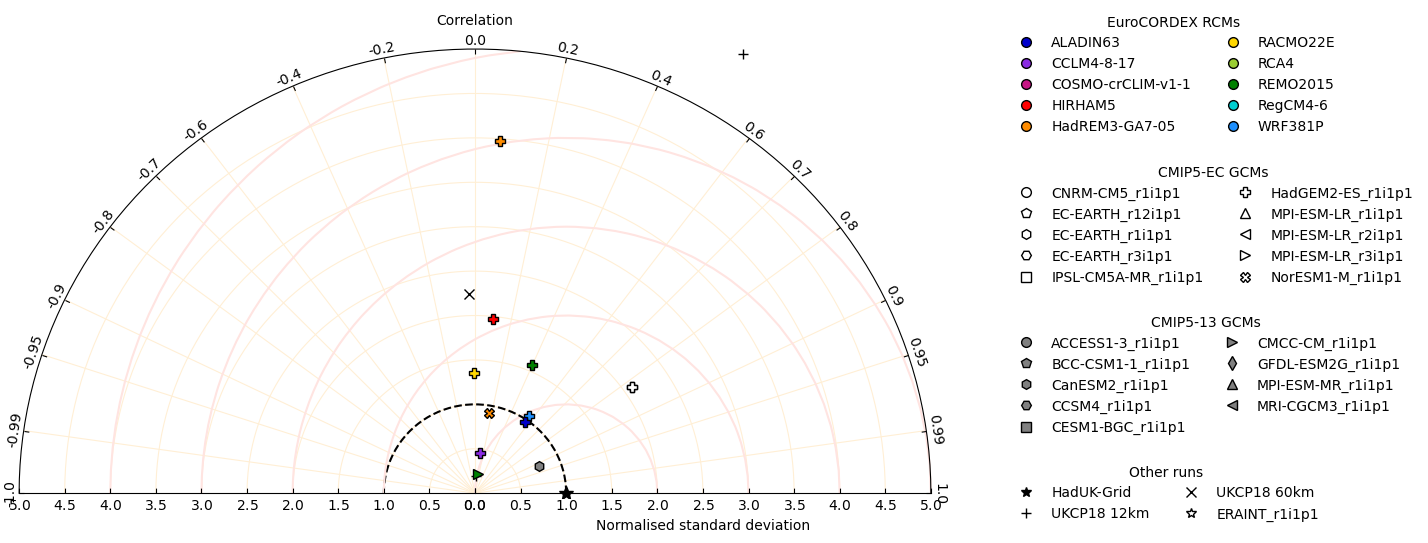 Correlation
0.0
-0.2
0.2
-0.4
0.4
-0.6
0.6
-0.7
0.7
-0.8
0.8
-0.9
0.9
-0.95
0.95
-0.99
0.99
-1.0
1.0
5.0 4.5 4.0 3.5 3.0 2.5 2.0 1.5 1.0 0.5 0.0 0.5 1.0 1.5 2.0 2.5 3.0 3.5 4.0 4.5 5.0
Normalised standard deviation
EuroCORDEX RCMs
ALADIN63 RACMO22E
CCLM4-8-17 RCA4
COSMO-crCLIM-v1-1 REMO2015
HIRHAM5 RegCM4-6
HadREM3-GA7-05 WRF381P
CMIP5-EC GCMs
CNRM-CM5_r1i1p1 HadGEM2-ES_r1i1p1
EC-EARTH_r12i1p1 MPI-ESM-LR_r1i1p1
EC-EARTH_r1i1p1 MPI-ESM-LR_r2i1p1
EC-EARTH_r3i1p1 MPI-ESM-LR_r3i1p1
IPSL-CM5A-MR_r1i1p1 NorESM1-M_r1i1p1
CMIP5-13 GCMs
ACCESS1-3_r1i1p1 CMCC-CM_r1i1p1
BCC-CSM1-1_r1i1p1 GFDL-ESM2G_r1i1p1
CanESM2_r1i1p1 MPI-ESM-MR_r1i1p1
CCSM4_r1i1p1 MRI-CGCM3_r1i1p1
CESM1-BGC_r1i1p1
Other runs
HadUK-Grid UKCP18 60km
UKCP18 12km ERAINT_r1i1p1